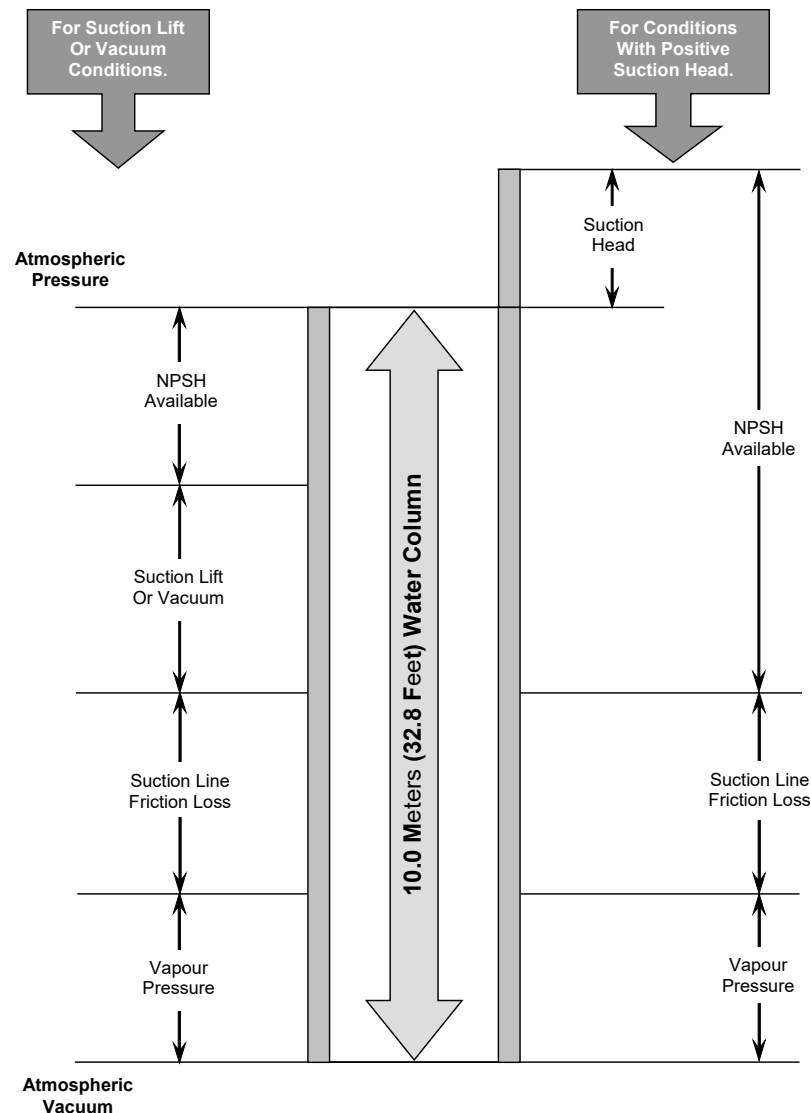 For Suction Lift
Or Vacuum
Conditions.
For Conditions
With Positive
Suction Head.
Suction
Head
Atmospheric
Pressure
NPSH
Available
NPSH
Available
Suction Lift
Or Vacuum
10.0 Meters (32.8 Feet) Water Column
Suction Line
Friction Loss
Suction Line
Friction Loss
Vapour
Pressure
Vapour
Pressure
Atmospheric
Vacuum